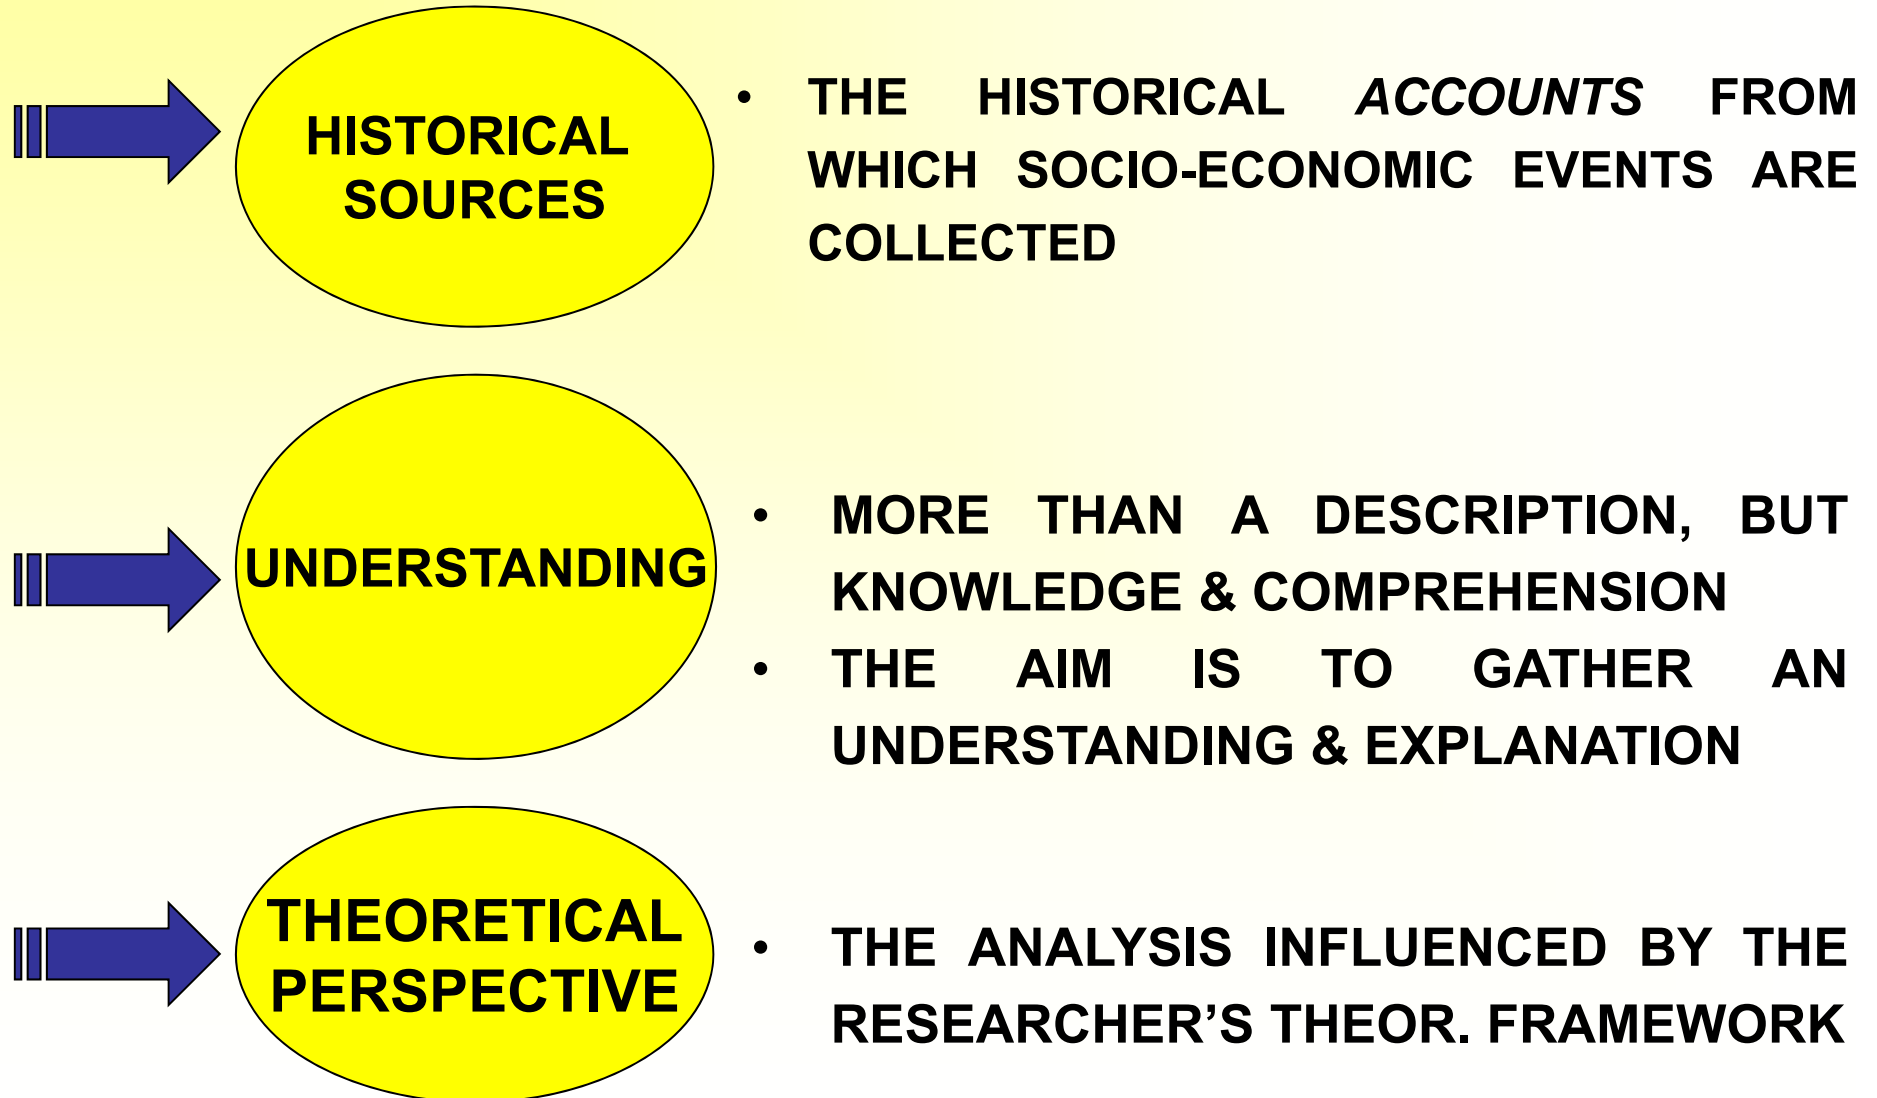 HISTORICAL
SOURCES
• THE HISTORICAL ACCOUNTS FROM
WHICH SOCIO-ECONOMIC EVENTS ARE
COLLECTED
UNDERSTANDING
• MORE THAN A DESCRIPTION, BUT
KNOWLEDGE & COMPREHENSION
• THE AIM IS TO GATHER AN
UNDERSTANDING & EXPLANATION
THEORETICAL
PERSPECTIVE
• THE ANALYSIS INFLUENCED BY THE
RESEARCHER’S THEOR. FRAMEWORK